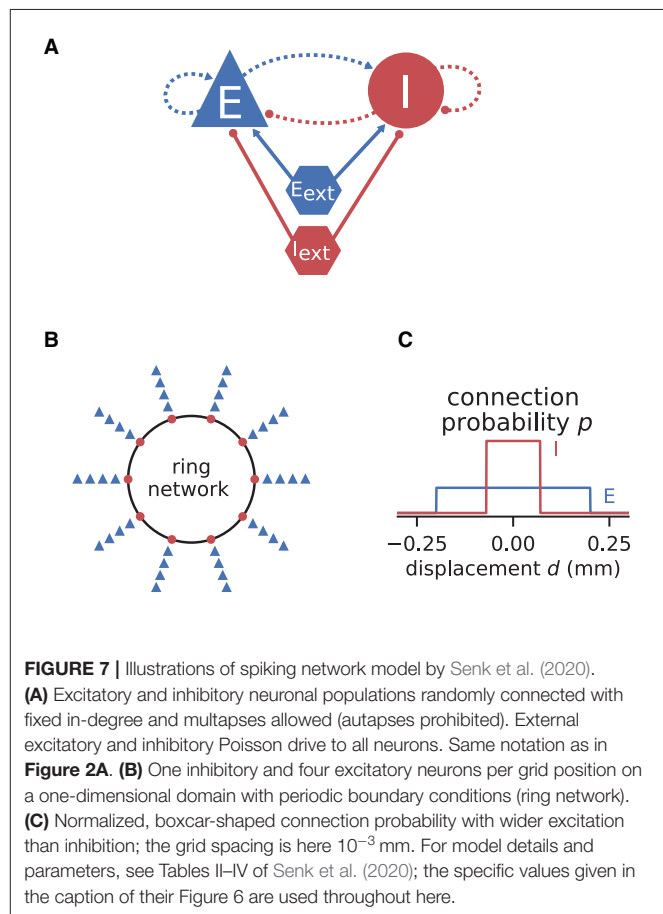 A
E
I
Eext
Iext
B
ring
network
C
connection
probability p
I
E
−0.25 0.00 0.25
displacement d (mm)
FIGURE 7 | Illustrations of spiking network model by Senk et al. (2020).
(A) Excitatory and inhibitory neuronal populations randomly connected with
fixed in-degree and multapses allowed (autapses prohibited). External
excitatory and inhibitory Poisson drive to all neurons. Same notation as in
Figure 2A. (B) One inhibitory and four excitatory neurons per grid position on
a one-dimensional domain with periodic boundary conditions (ring network).
(C) Normalized, boxcar-shaped connection probability with wider excitation
than inhibition; the grid spacing is here 10⁻³ mm. For model details and
parameters, see Tables II–IV of Senk et al. (2020); the specific values given in
the caption of their Figure 6 are used throughout here.